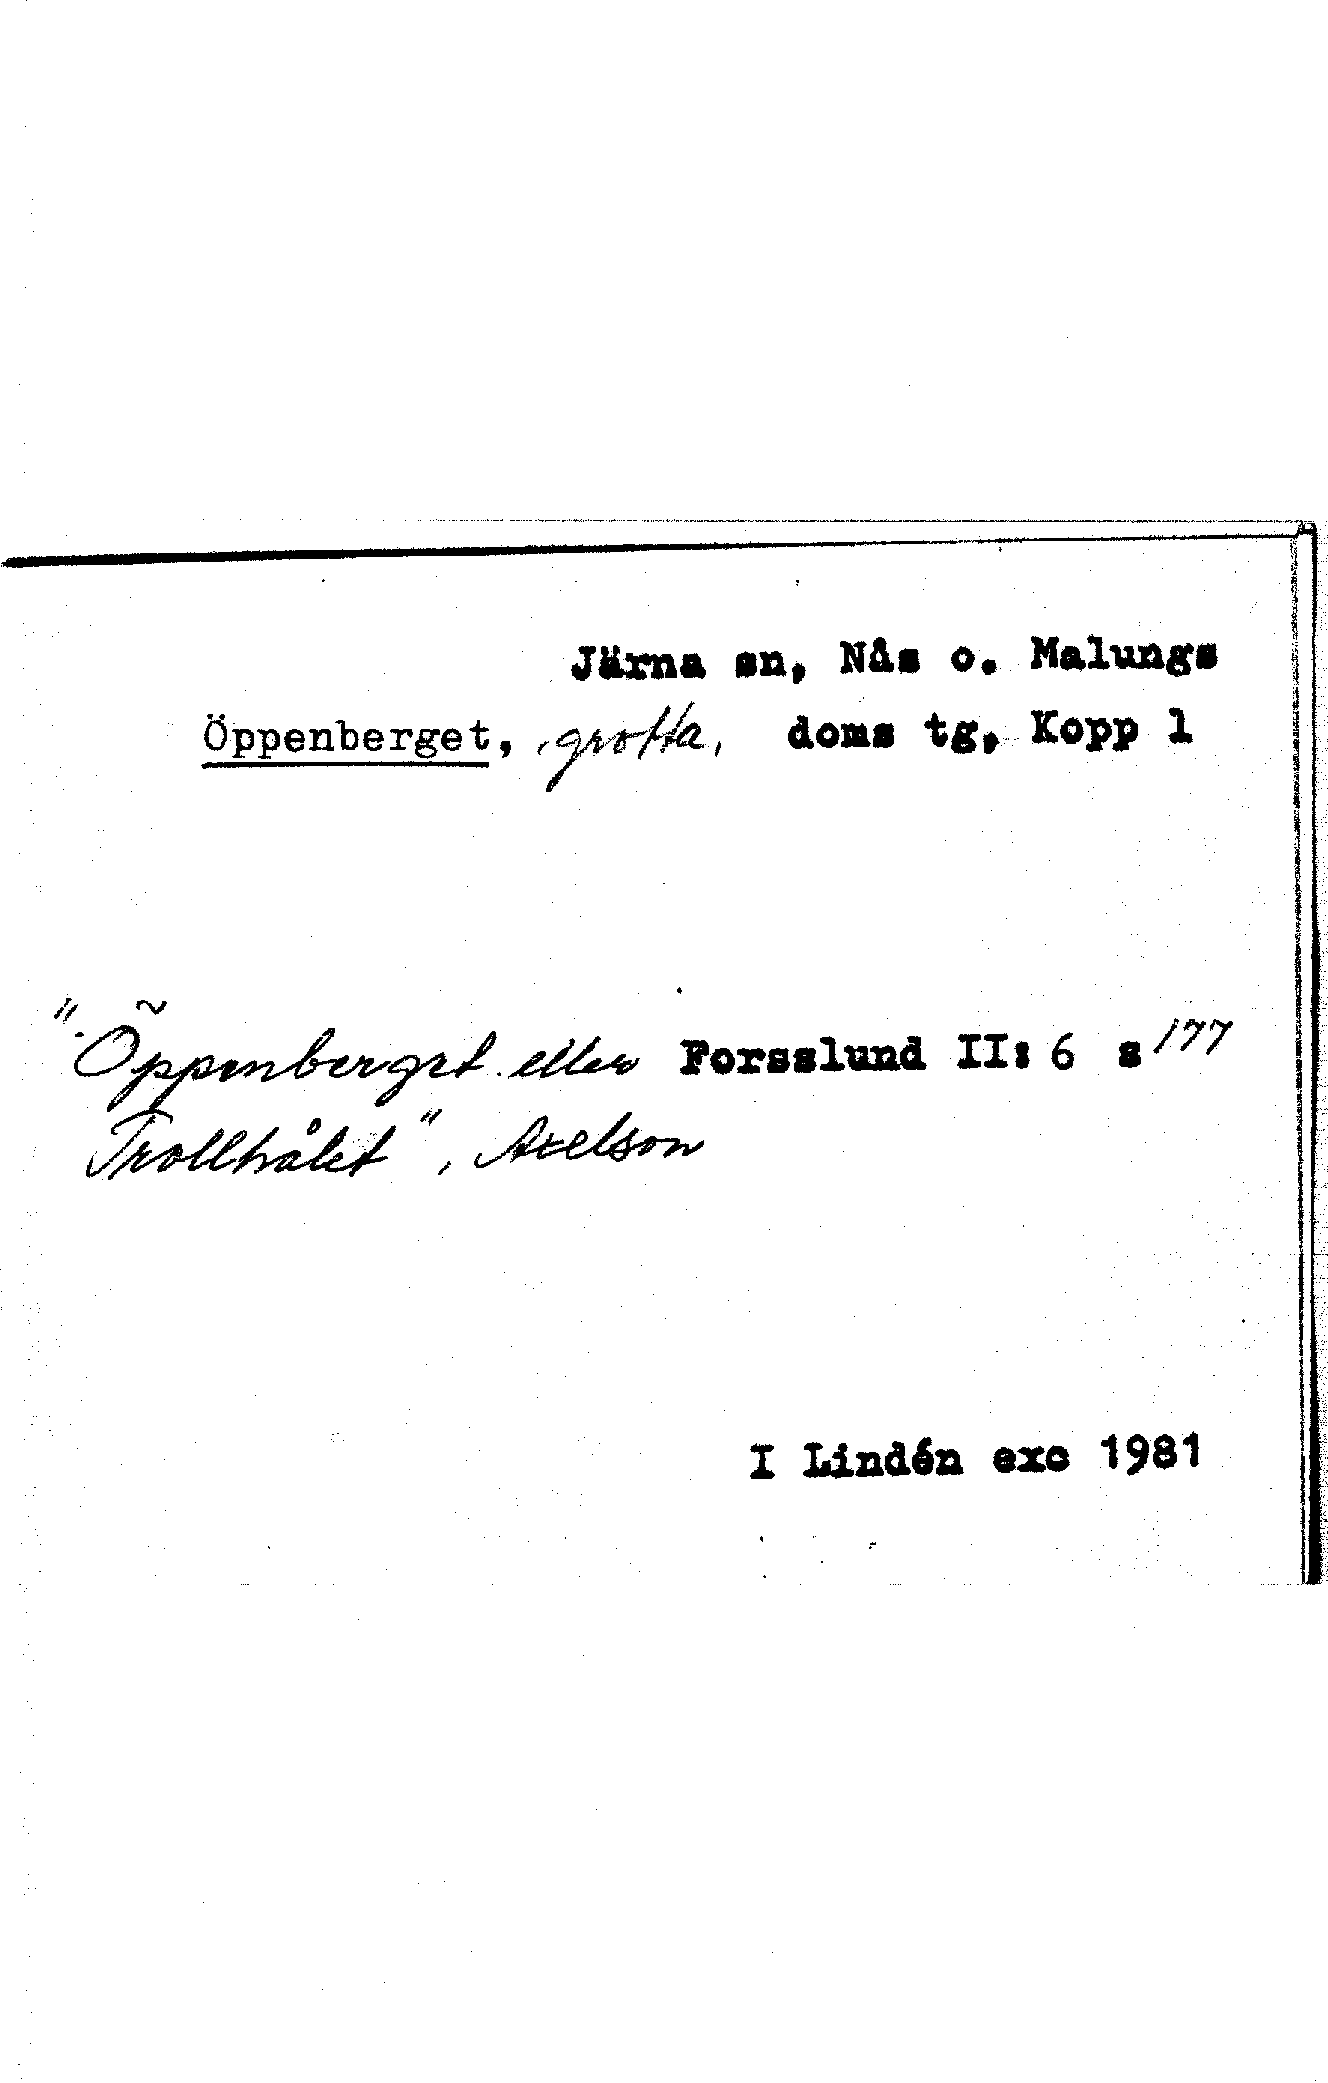 Järna sn, Nås o. Malungs
Öppenberget, grotta, doms tg, Kopp l
"Öppenberget eller Forsslund II: 6 s 177
Trollhålet", Axelson
I Lindén exc 1981